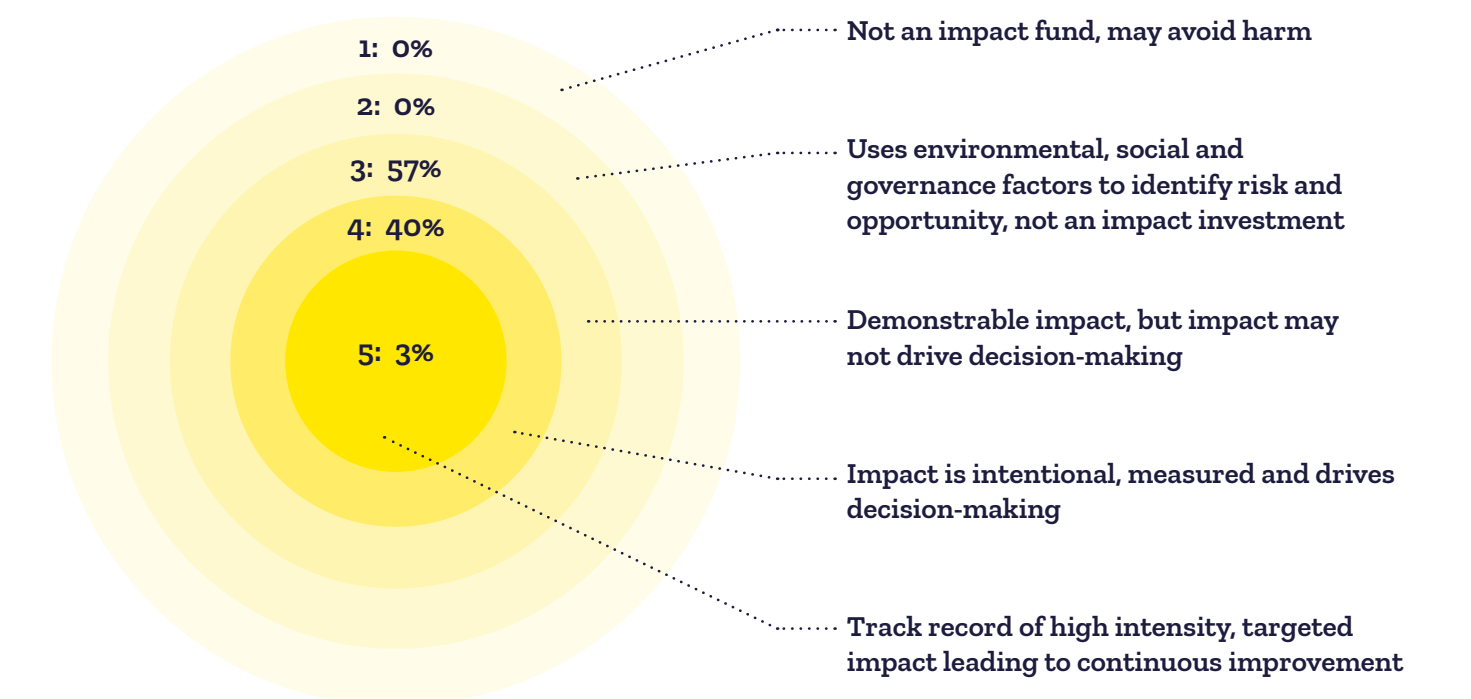 1: 0%
2: 0%
3: 57%
4: 40%
5: 3%
Not an impact fund, may avoid harm
Uses environmental, social and
governance factors to identify risk and
opportunity, not an impact investment
Demonstrable impact, but impact may
not drive decision-making
Impact is intentional, measured and drives
decision-making
Track record of high intensity, targeted
impact leading to continuous improvement